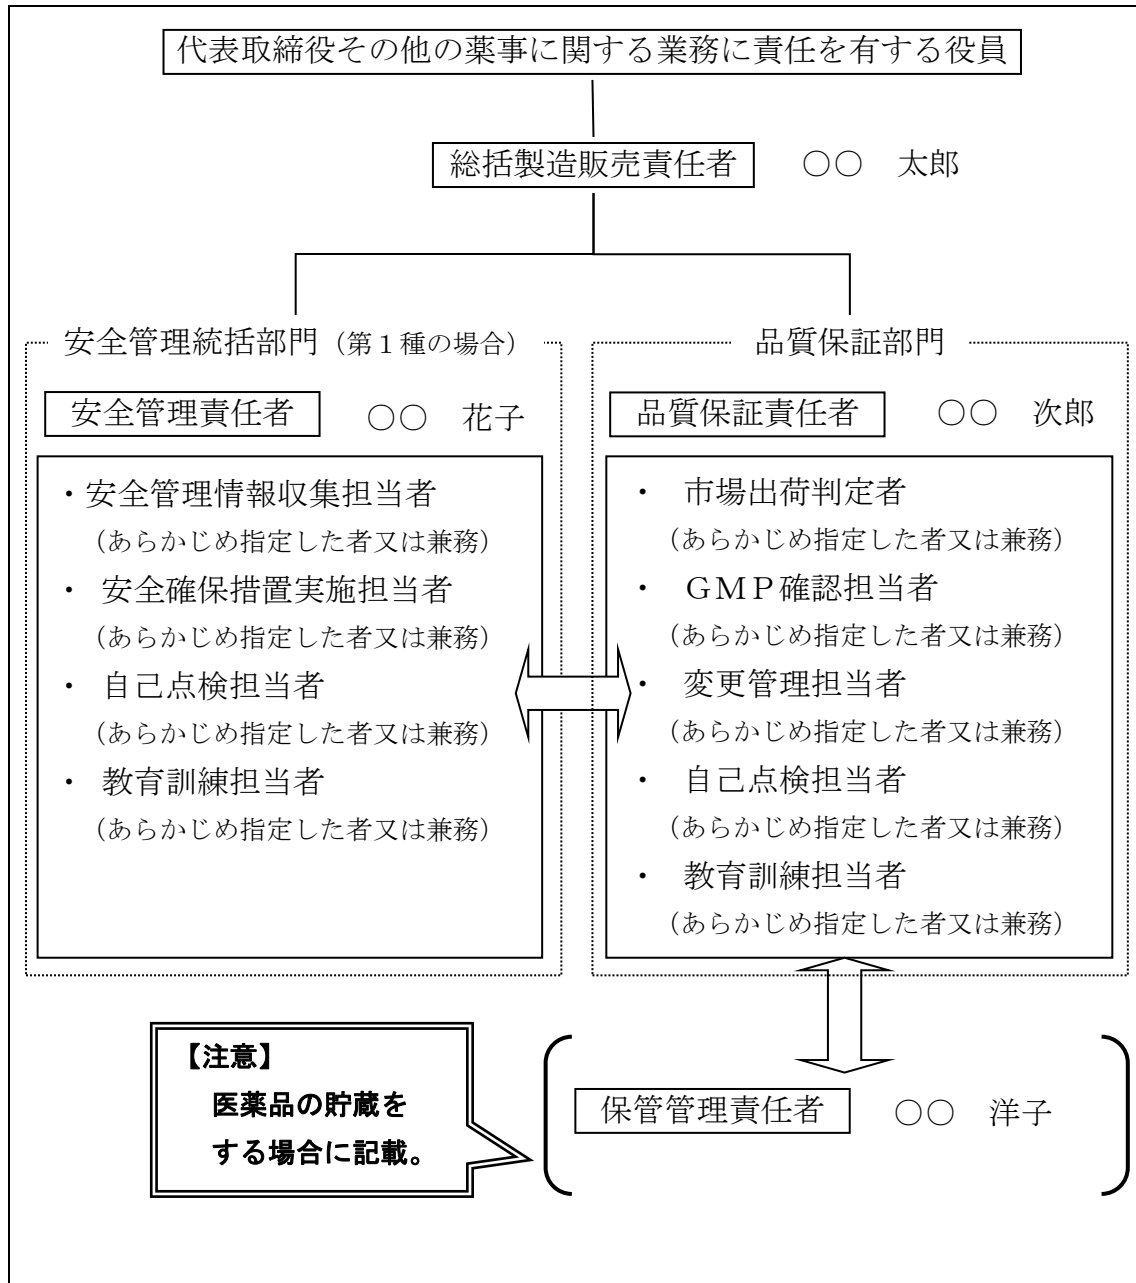 代表取締役その他の薬事に関する業務に責任を有する役員
総括製造販売責任者　○○　太郎
安全管理統括部門（第１種の場合）
安全管理責任者　○○　花子
・安全管理情報収集担当者
（あらかじめ指定した者又は兼務）
・　安全確保措置実施担当者
（あらかじめ指定した者又は兼務）
・　自己点検担当者
（あらかじめ指定した者又は兼務）
・　教育訓練担当者
（あらかじめ指定した者又は兼務）
品質保証部門
品質保証責任者　○○　次郎
・　市場出荷判定者
（あらかじめ指定した者又は兼務）
・　ＧＭＰ確認担当者
（あらかじめ指定した者又は兼務）
・　変更管理担当者
（あらかじめ指定した者又は兼務）
・　自己点検担当者
（あらかじめ指定した者又は兼務）
・　教育訓練担当者
（あらかじめ指定した者又は兼務）
【注意】
医薬品の貯蔵を
する場合に記載。
保管管理責任者　○○　洋子